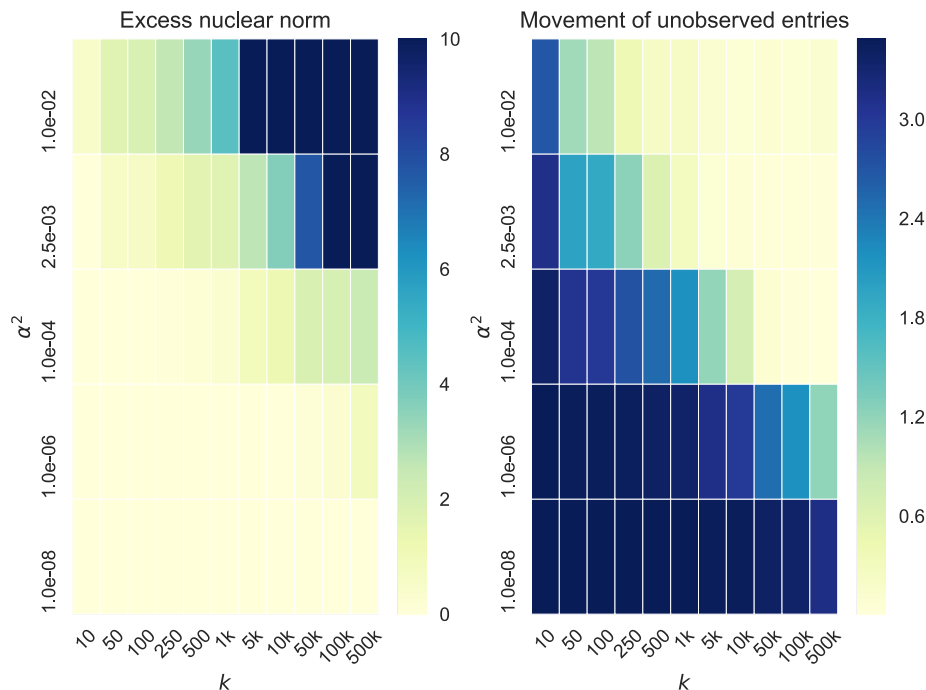 Excess nuclear norm
Movement of unobserved entries
α²
1.0e-02
2.5e-03
1.0e-04
1.0e-06
1.0e-08
10
50
100
250
500
1k
5k
10k
50k
100k
500k
k
10
8
6
4
2
0
α²
1.0e-02
2.5e-03
1.0e-04
1.0e-06
1.0e-08
10
50
100
250
500
1k
5k
10k
50k
100k
500k
k
3.0
2.4
1.8
1.2
0.6